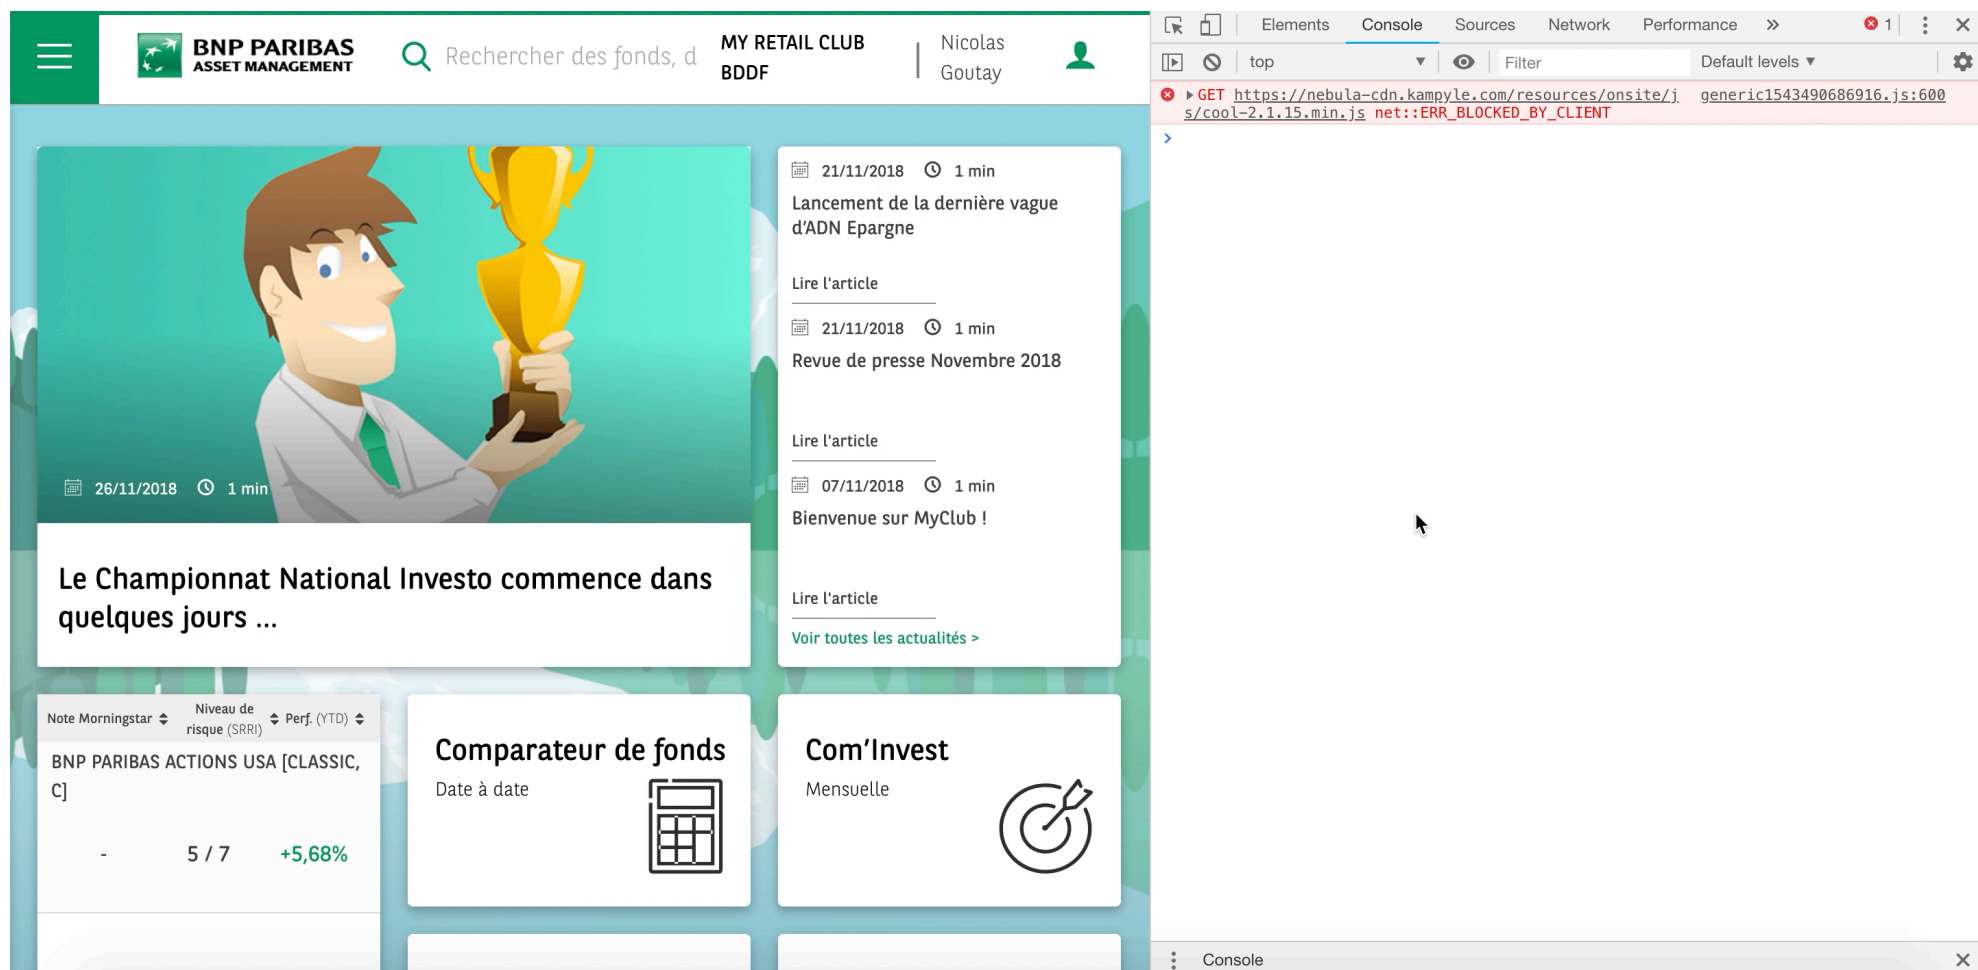 BNP PARIBAS
ASSET MANAGEMENT
Rechercher des fonds, d
MY RETAIL CLUB
BDDF
Nicolas
Goutay
26/11/2018 1 min
Le Championnat National Investo commence dans
quelques jours ...
21/11/2018 1 min
Lancement de la dernière vague
d’ADN Epargne
Lire l'article
21/11/2018 1 min
Revue de presse Novembre 2018
Lire l'article
07/11/2018 1 min
Bienvenue sur MyClub !
Lire l'article
Voir toutes les actualités >
Note Morningstar Niveau de
risque (SRRI) Perf. (YTD)
BNP PARIBAS ACTIONS USA [CLASSIC,
C]
- 5 / 7 +5,68%
Comparateur de fonds
Date à date
Com’Invest
Mensuelle
Elements Console Sources Network Performance » 1
top Filter Default levels
GET https://nebula-cdn.kampyle.com/resources/onsite/j generic1543490686916.js:600
s/cool-2.1.15.min.js net::ERR_BLOCKED_BY_CLIENT
>
Console